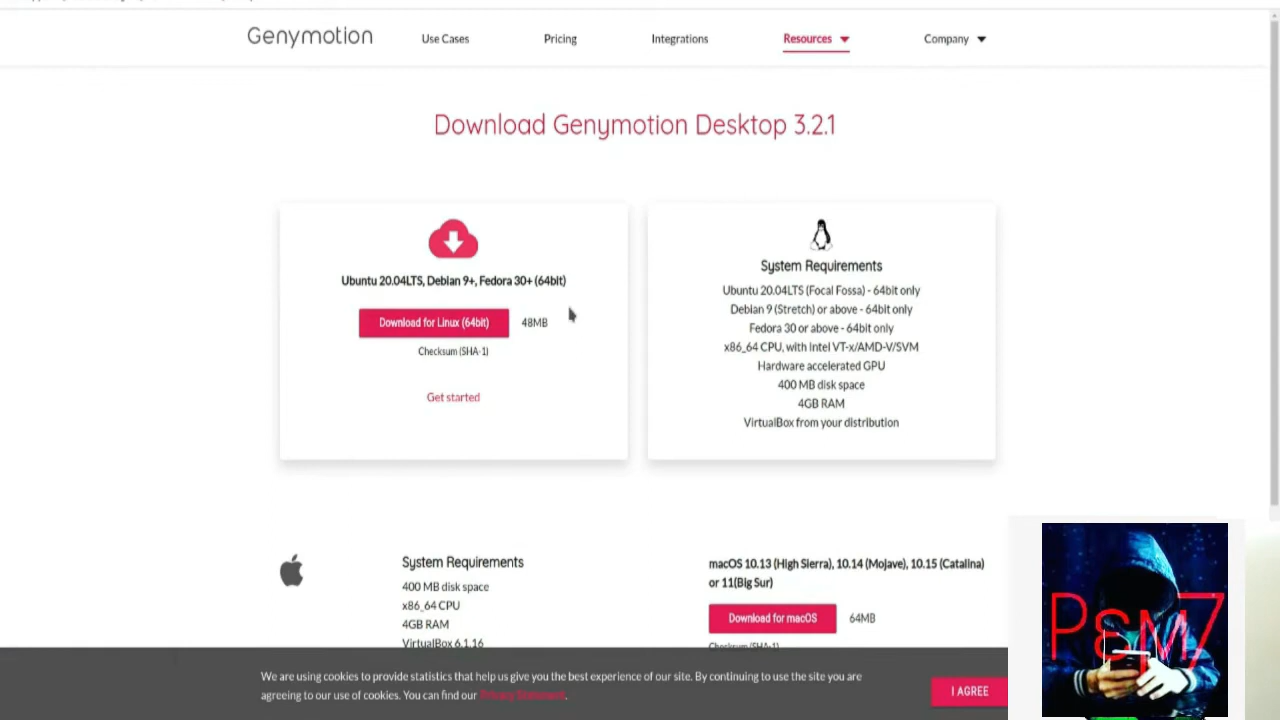 Genymotion
Use Cases
Pricing
Integrations
Resources
Company
Download Genymotion Desktop 3.2.1
Ubuntu 20.04LTS, Debian 9+, Fedora 30+ (64bit)
Download for Linux (64bit)
48MB
Checksum (SHA-1)
Get started
System Requirements
Ubuntu 20.04LTS (Focal Fossa) - 64bit only
Debian 9 (Stretch) or above - 64bit only
Fedora 30 or above - 64bit only
x86_64 CPU, with Intel VT-x/AMD-V/SVM
Hardware accelerated GPU
400 MB disk space
4GB RAM
VirtualBox from your distribution
System Requirements
400 MB disk space
x86_64 CPU
4GB RAM
VirtualBox 6.1.16
macOS 10.13 (High Sierra), 10.14 (Mojave), 10.15 (Catalina)
or 11(Big Sur)
Download for macOS
64MB
Checksum (SHA-1)
We are using cookies to provide statistics that help us give you the best experience of our site. By continuing to use the site you are
agreeing to our use of cookies. You can find our Privacy Statement.
I AGREE